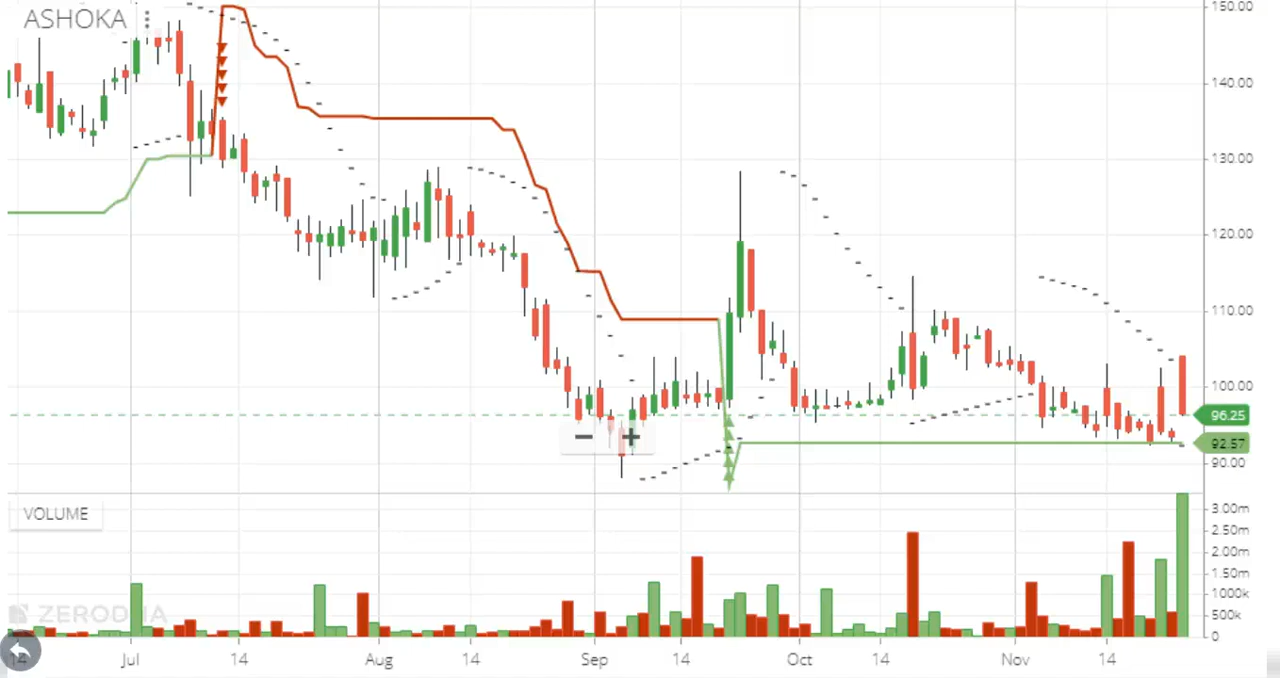 ASHOKA
150.00
140.00
130.00
120.00
110.00
100.00
96.25
92.57
90.00
VOLUME
3.00m
2.50m
2.00m
1.50m
1000k
500k
0
ZERODHA
14 Jul 14 Aug 14 Sep 14 Oct 14 Nov 14